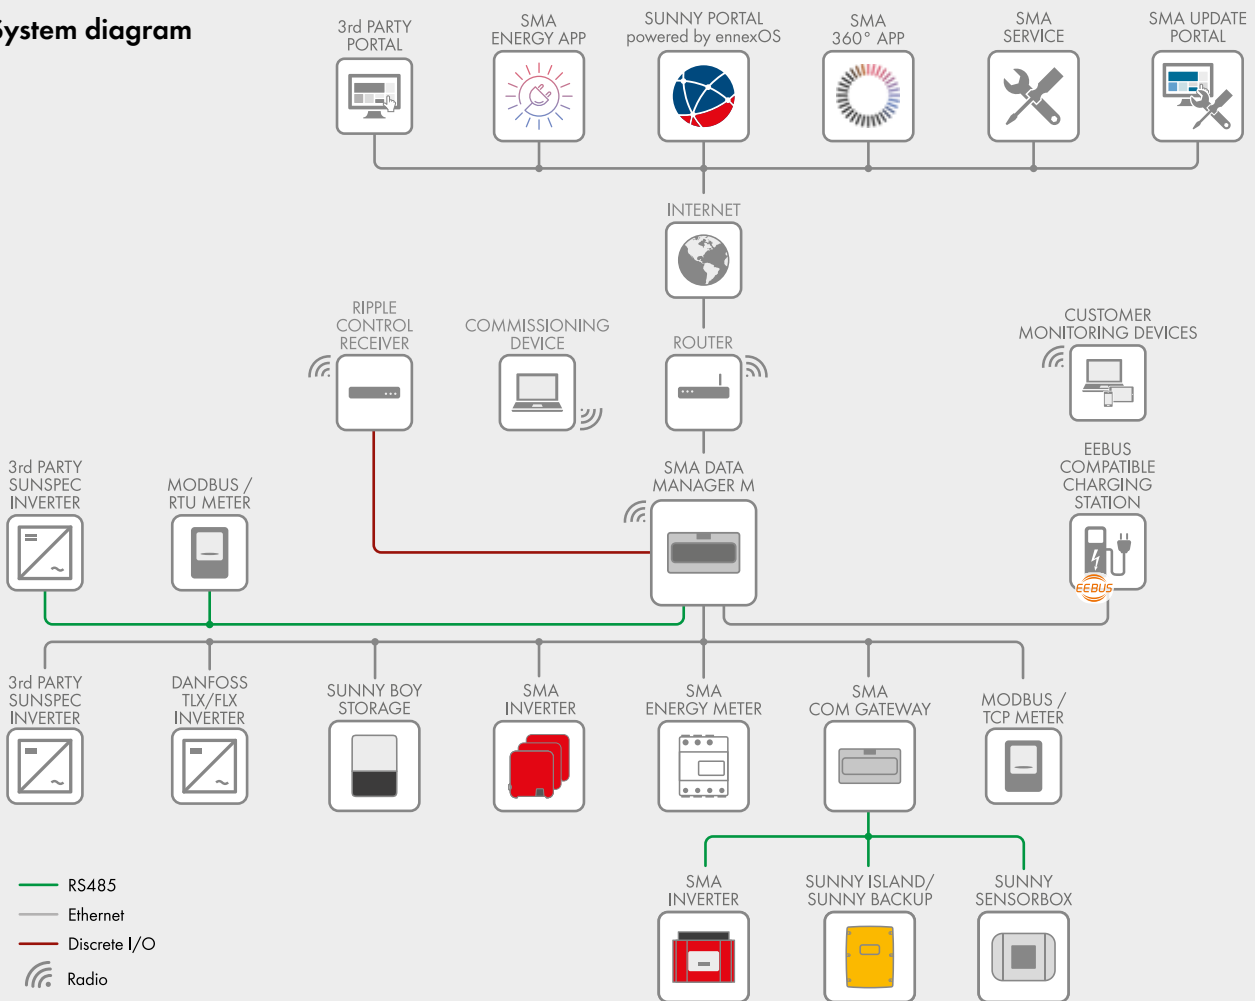 System diagram
3rd PARTY
PORTAL
SMA
ENERGY APP
SUNNY PORTAL
powered by ennexOS
SMA
360° APP
SMA
SERVICE
SMA UPDATE
PORTAL
INTERNET
RIPPLE
CONTROL
RECEIVER
COMMISSIONING
DEVICE
ROUTER
CUSTOMER
MONITORING DEVICES
3rd PARTY
SUNSPEC
INVERTER
MODBUS /
RTU METER
SMA DATA
MANAGER M
EEBUS
COMPATIBLE
CHARGING
STATION
EEBUS
3rd PARTY
SUNSPEC
INVERTER
DANFOSS
TLX/FLX
INVERTER
SUNNY BOY
STORAGE
SMA
INVERTER
SMA
ENERGY METER
SMA
COM GATEWAY
MODBUS /
TCP METER
SMA
INVERTER
SUNNY ISLAND/
SUNNY BACKUP
SUNNY
SENSORBOX
RS485
Ethernet
Discrete I/O
Radio